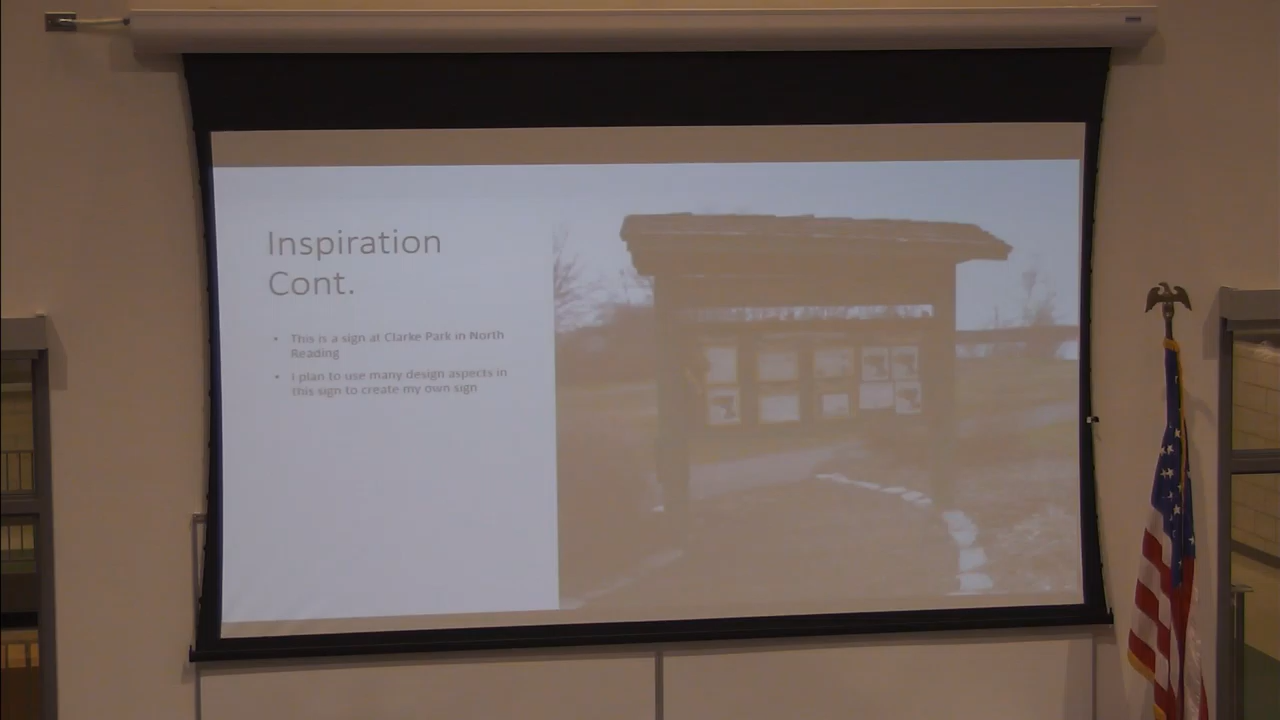 Inspiration
Cont.
• This is a sign at Clarke Park in North
Reading
• I plan to use many design aspects in
this sign to create my own sign